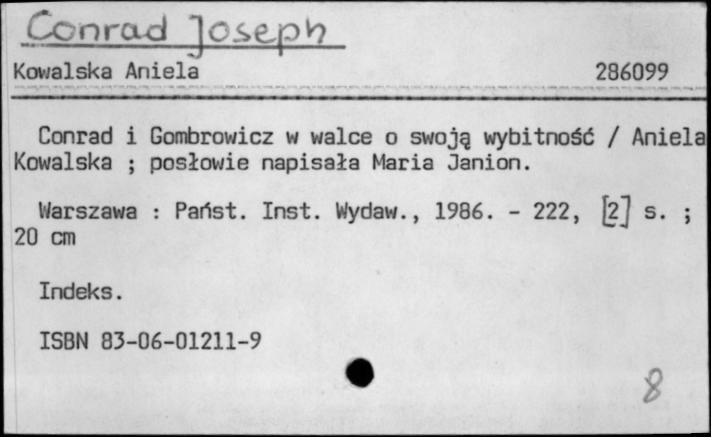 Conrad Joseph
Kowalska Aniela 286099
Conrad i Gombrowicz w walce o swoją wybitność / Aniela
Kowalska ; posłowie napisała Maria Janion.
Warszawa : Państ. Inst. Wydaw., 1986. - 222, [2] s. ;
20 cm
Indeks.
ISBN 83-06-01211-9
8